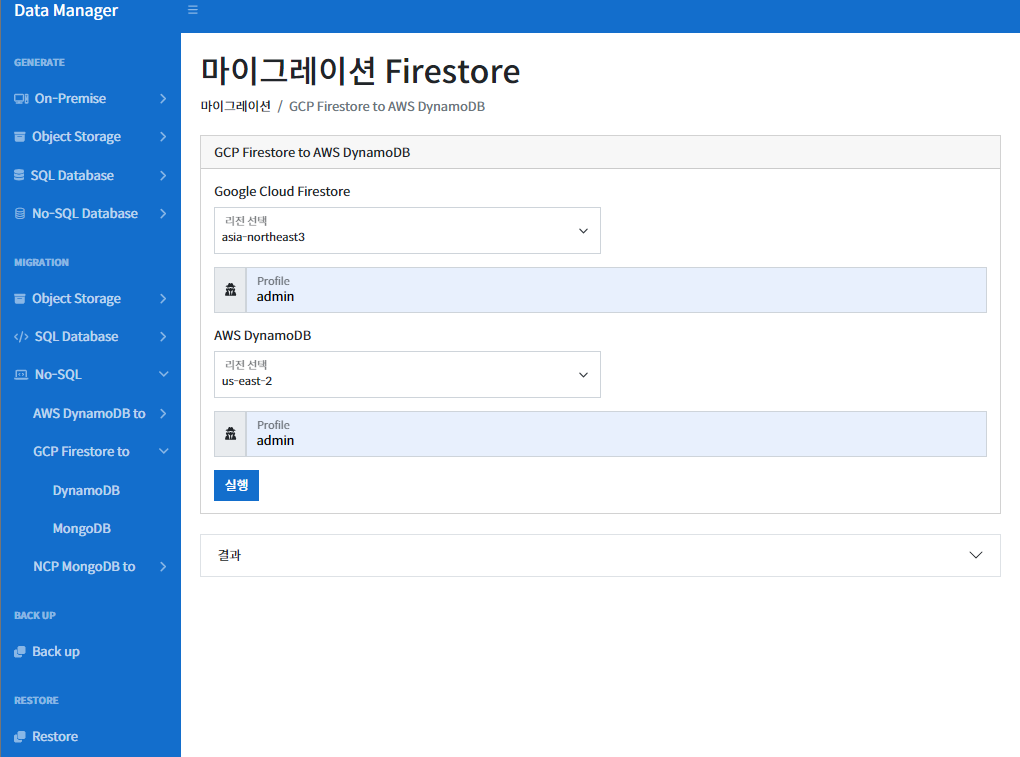 Data Manager
GENERATE
On-Premise
Object Storage
SQL Database
No-SQL Database
MIGRATION
Object Storage
SQL Database
No-SQL
AWS DynamoDB to
GCP Firestore to
DynamoDB
MongoDB
NCP MongoDB to
BACK UP
Back up
RESTORE
Restore
마이그레이션 Firestore
마이그레이션 / GCP Firestore to AWS DynamoDB
GCP Firestore to AWS DynamoDB
Google Cloud Firestore
리전 선택
asia-northeast3
Profile
admin
AWS DynamoDB
리전 선택
us-east-2
Profile
admin
실행
결과